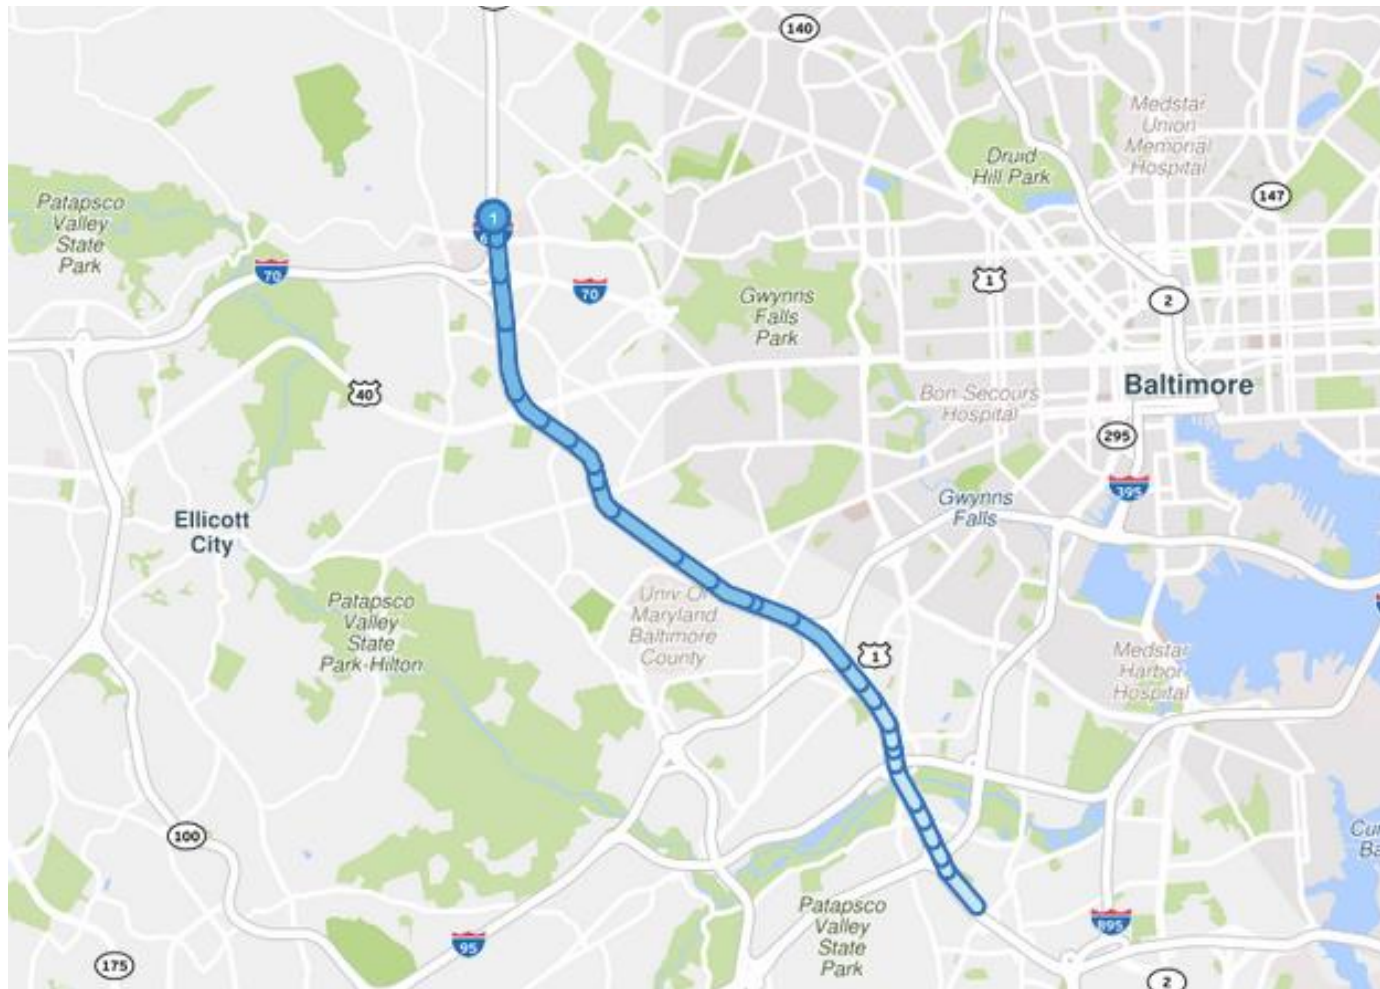 140
Medstar
Union
Memorial
Hospital
Druid
Hill Park
147
Patapsco
Valley
State
Park
1
6
70
70
1
2
Gwynns
Falls
Park
40
Bon Secours
Hospital
Baltimore
295
395
Gwynns
Falls
Ellicott
City
Patapsco
Valley
State
Park-Hilton
Univ Of
Maryland
Baltimore
County
1
Medstar
Harbor
Hospital
100
Patapsco
Valley
State
Park
895
95
175
2